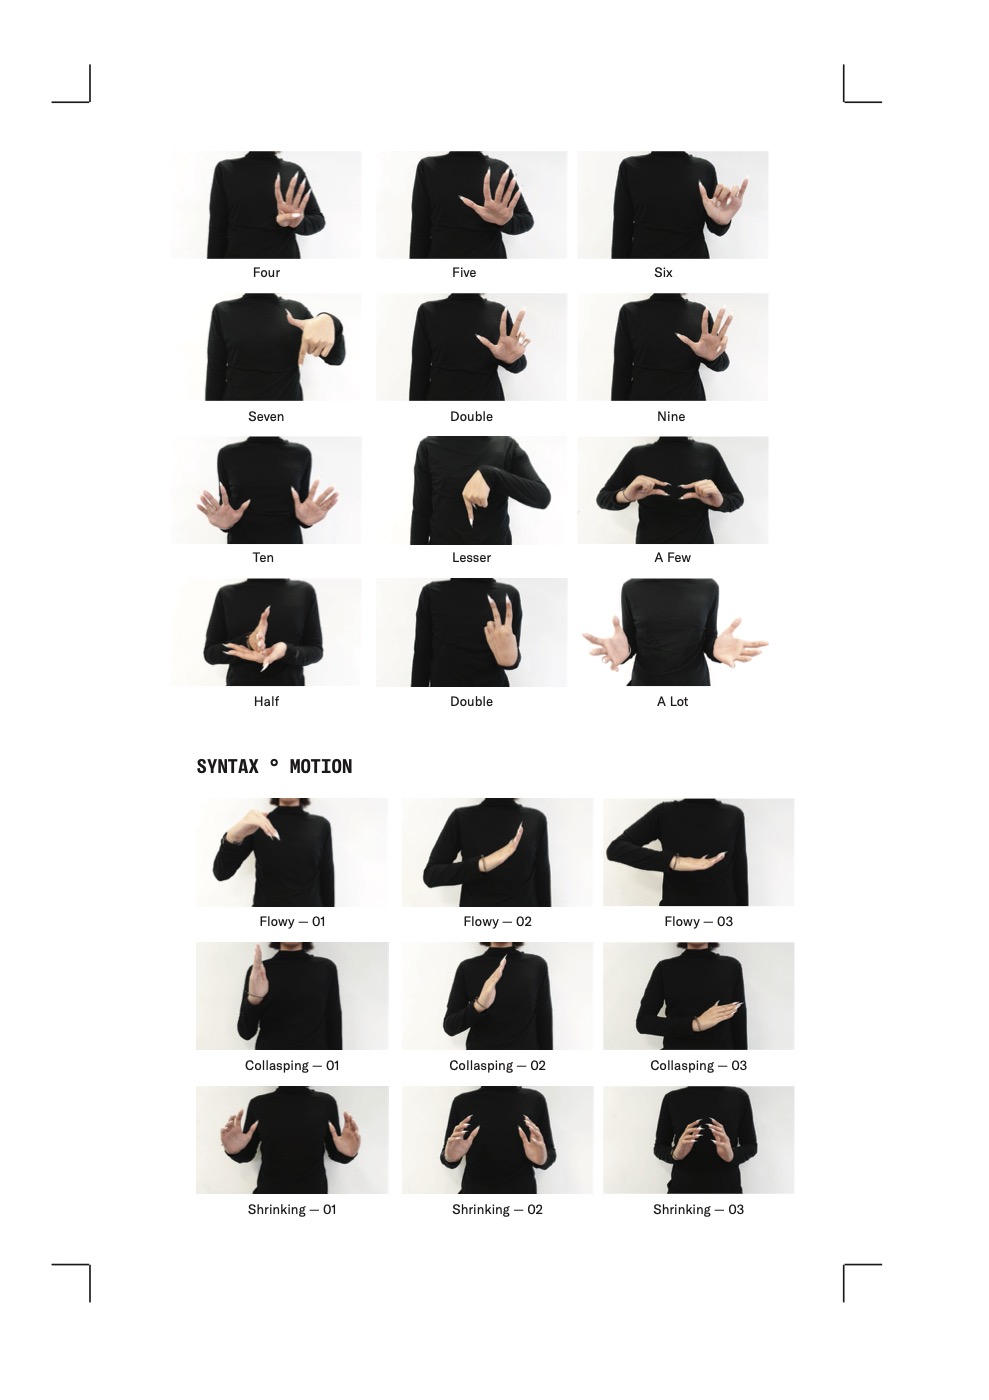 Four Five Six
Seven Double Nine
Ten Lesser A Few
Half Double A Lot
SYNTAX ° MOTION
Flowy — 01 Flowy — 02 Flowy — 03
Collasping — 01 Collasping — 02 Collasping — 03
Shrinking — 01 Shrinking — 02 Shrinking — 03